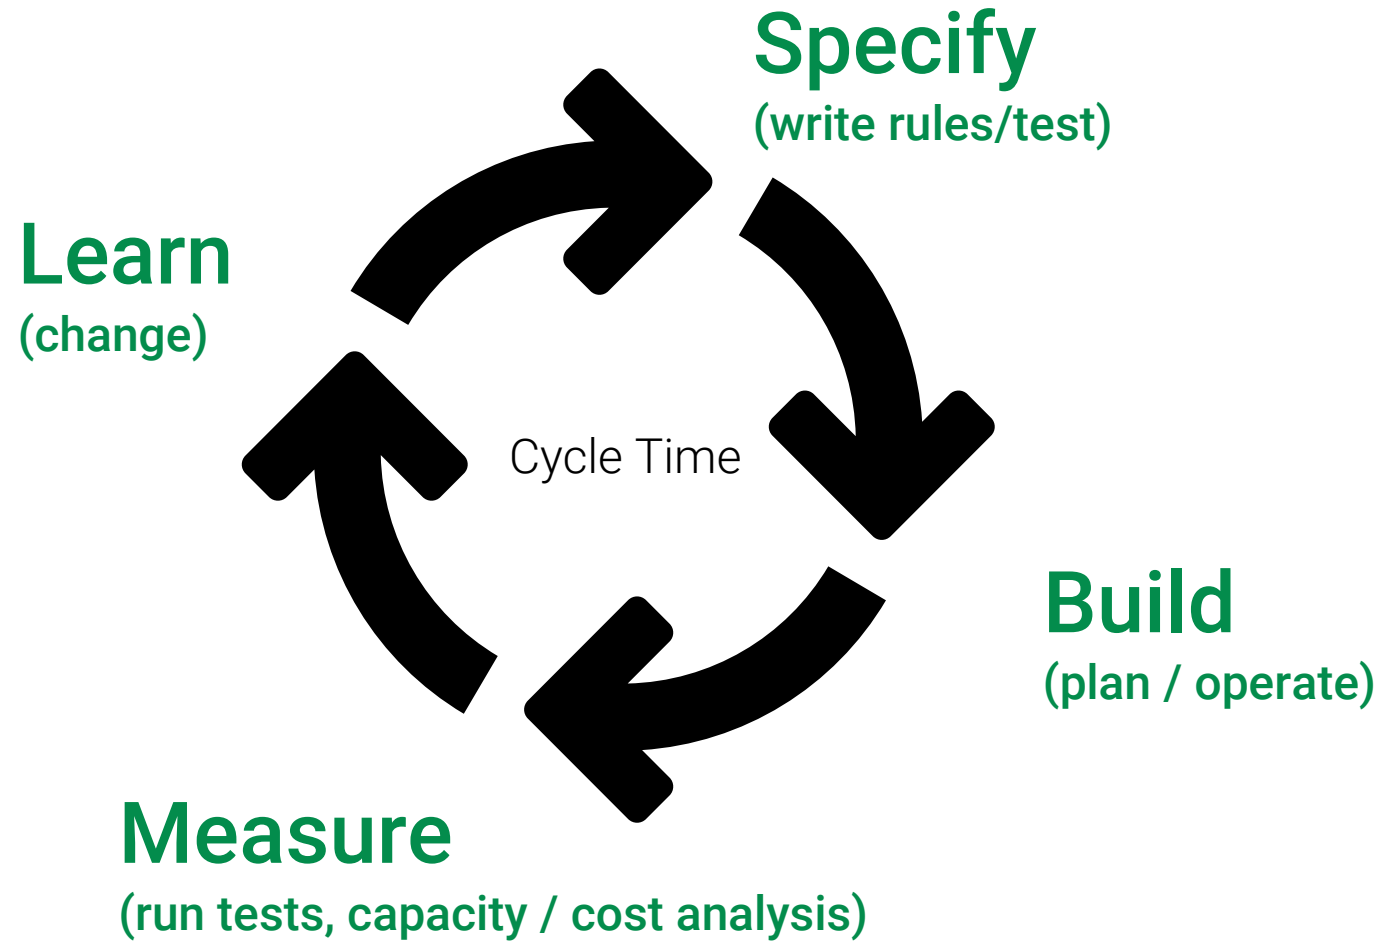 Specify
(write rules/test)
Learn
(change)
Cycle Time
Build
(plan / operate)
Measure
(run tests, capacity / cost analysis)